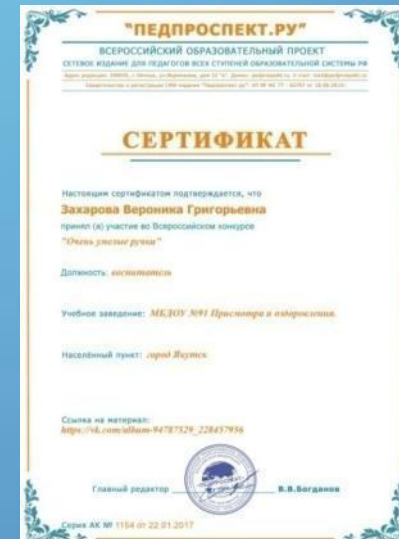 "ПЕДПРОСПЕКТ.РУ"
ВСЕРОССИЙСКИЙ ОБРАЗОВАТЕЛЬНЫЙ ПРОЕКТ
СЕТЕВОЕ ИЗДАНИЕ ДЛЯ ПЕДАГОГОВ ВСЕХ СТУПЕНЕЙ ОБРАЗОВАТЕЛЬНОЙ СИСТЕМЫ РФ
СЕРТИФИКАТ
Настоящим сертификатом подтверждается, что
Захарова Вероника Григорьевна
принял (а) участие во Всероссийском конкурсе
"Очень умелые ручки"
Должность: воспитатель
Учебное заведение: МБДОУ №91 Присмотра и оздоровления.
Населённый пункт: город Якутск
Ссылка на материал:
https://vk.com/album-94787529_228457956
Главный редактор В.В.Богданов
Серия АК № 1154 от 22.01.2017